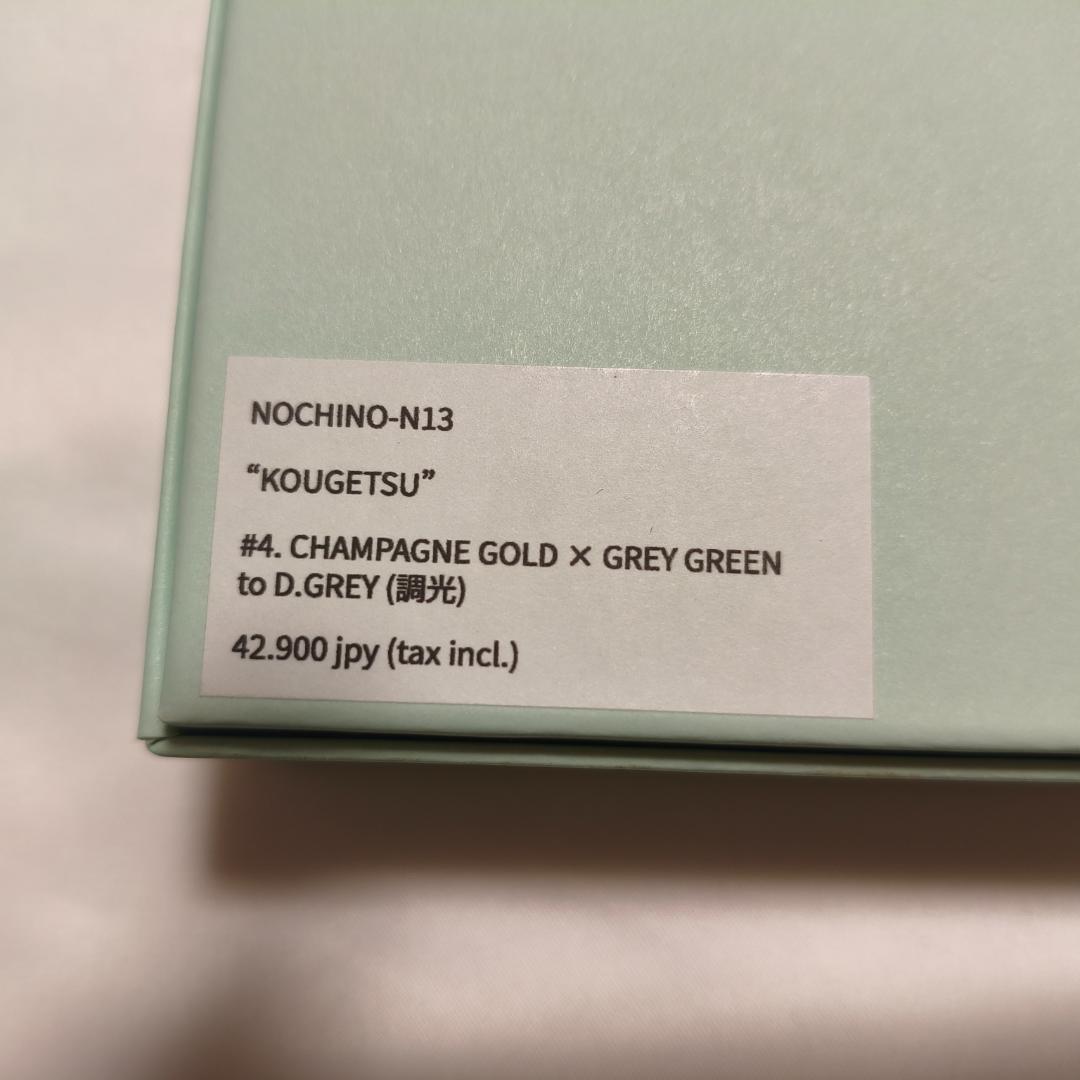 NOCHINO-N13
“KOUGETSU”
#4. CHAMPAGNE GOLD × GREY GREEN
to D.GREY (調光)
42.900 jpy (tax incl.)